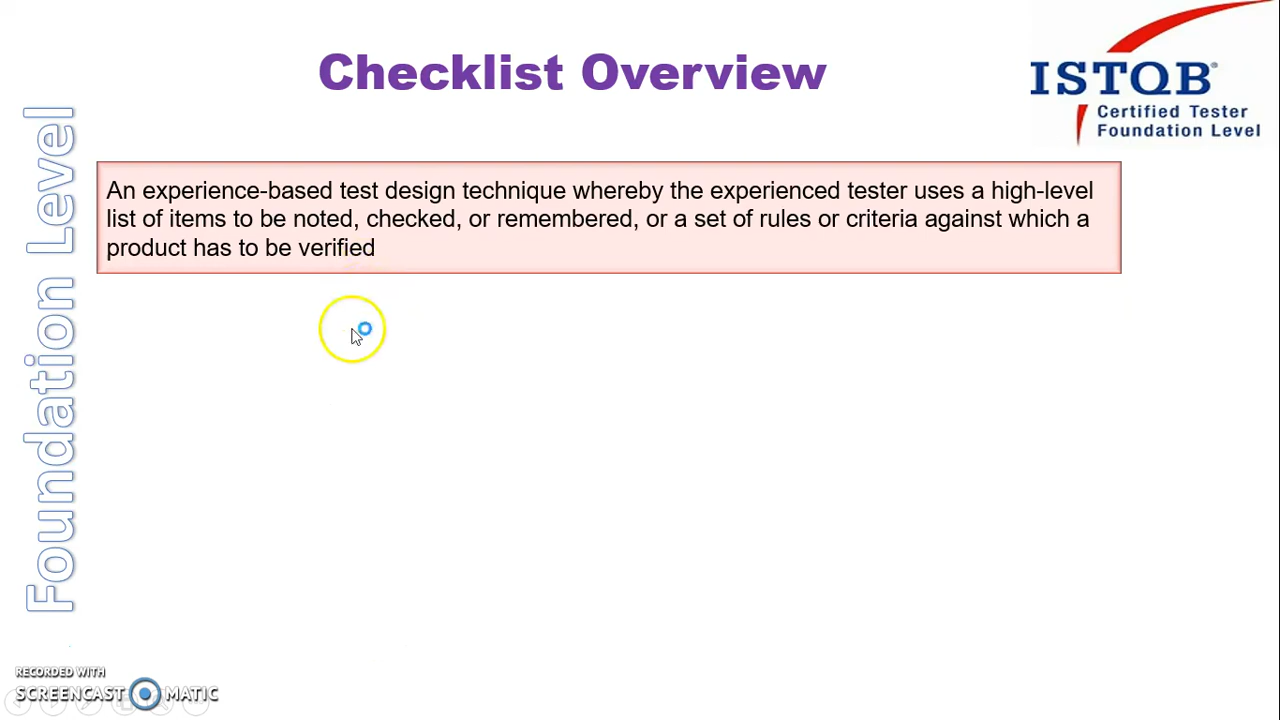 Checklist Overview
ISTQB®
Certified Tester
Foundation Level
Foundation Level
An experience-based test design technique whereby the experienced tester uses a high-level
list of items to be noted, checked, or remembered, or a set of rules or criteria against which a
product has to be verified
RECORDED WITH
SCREENCAST MATIC